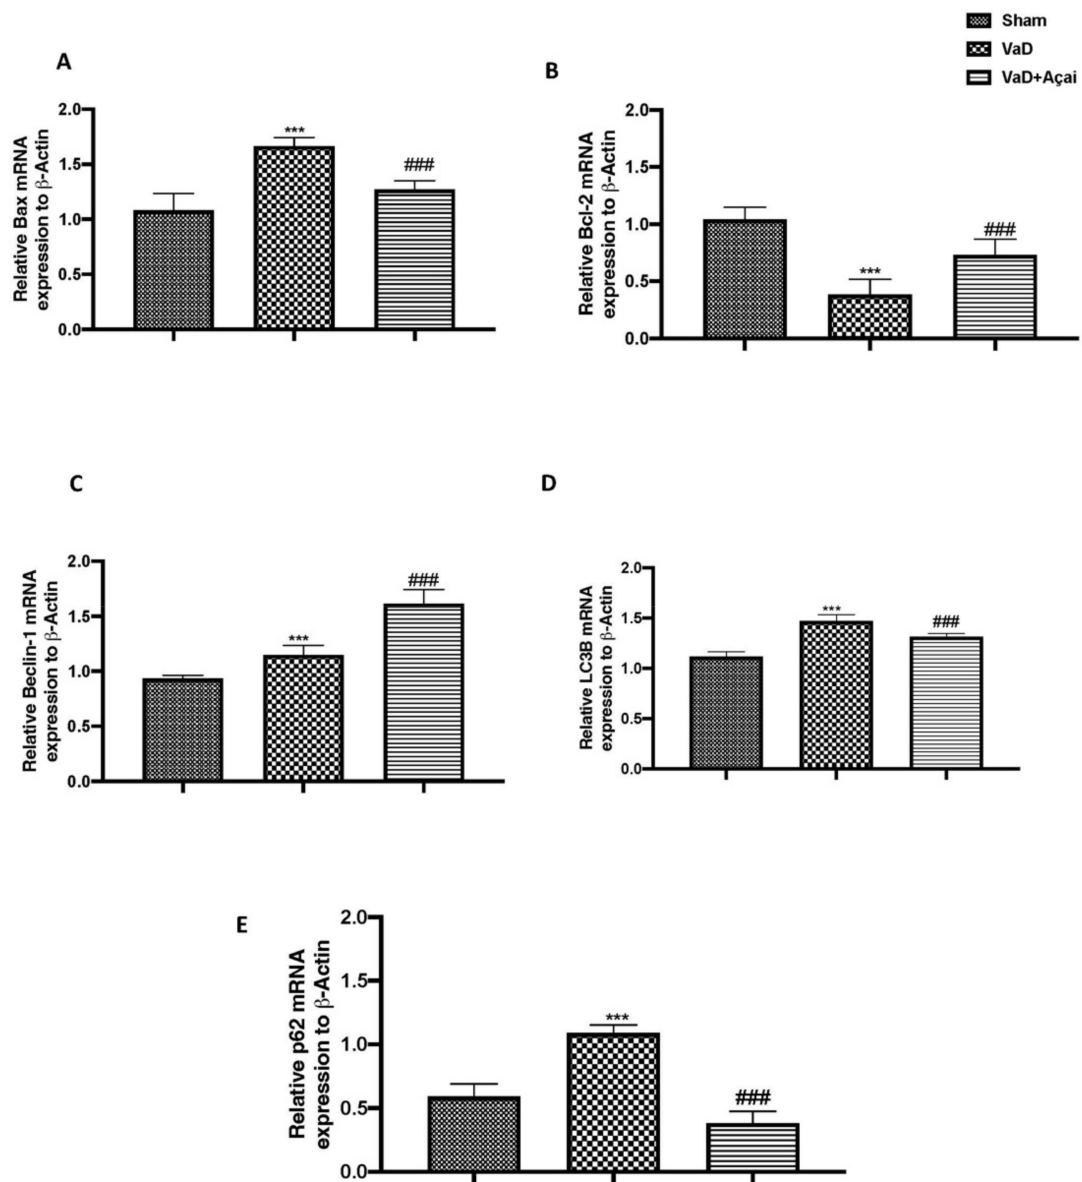 Sham
VaD
VaD+Açai
A
Relative Bax mRNA
expression to β-Actin
2.0
1.5
1.0
0.5
0.0
***
###
B
Relative Bcl-2 mRNA
expression to β-Actin
2.0
1.5
1.0
0.5
0.0
***
###
C
Relative Beclin-1 mRNA
expression to β-Actin
2.0
1.5
1.0
0.5
0.0
***
###
D
Relative LC3B mRNA
expression to β-Actin
2.0
1.5
1.0
0.5
0.0
***
###
E
Relative p62 mRNA
expression to β-Actin
2.0
1.5
1.0
0.5
0.0
***
###